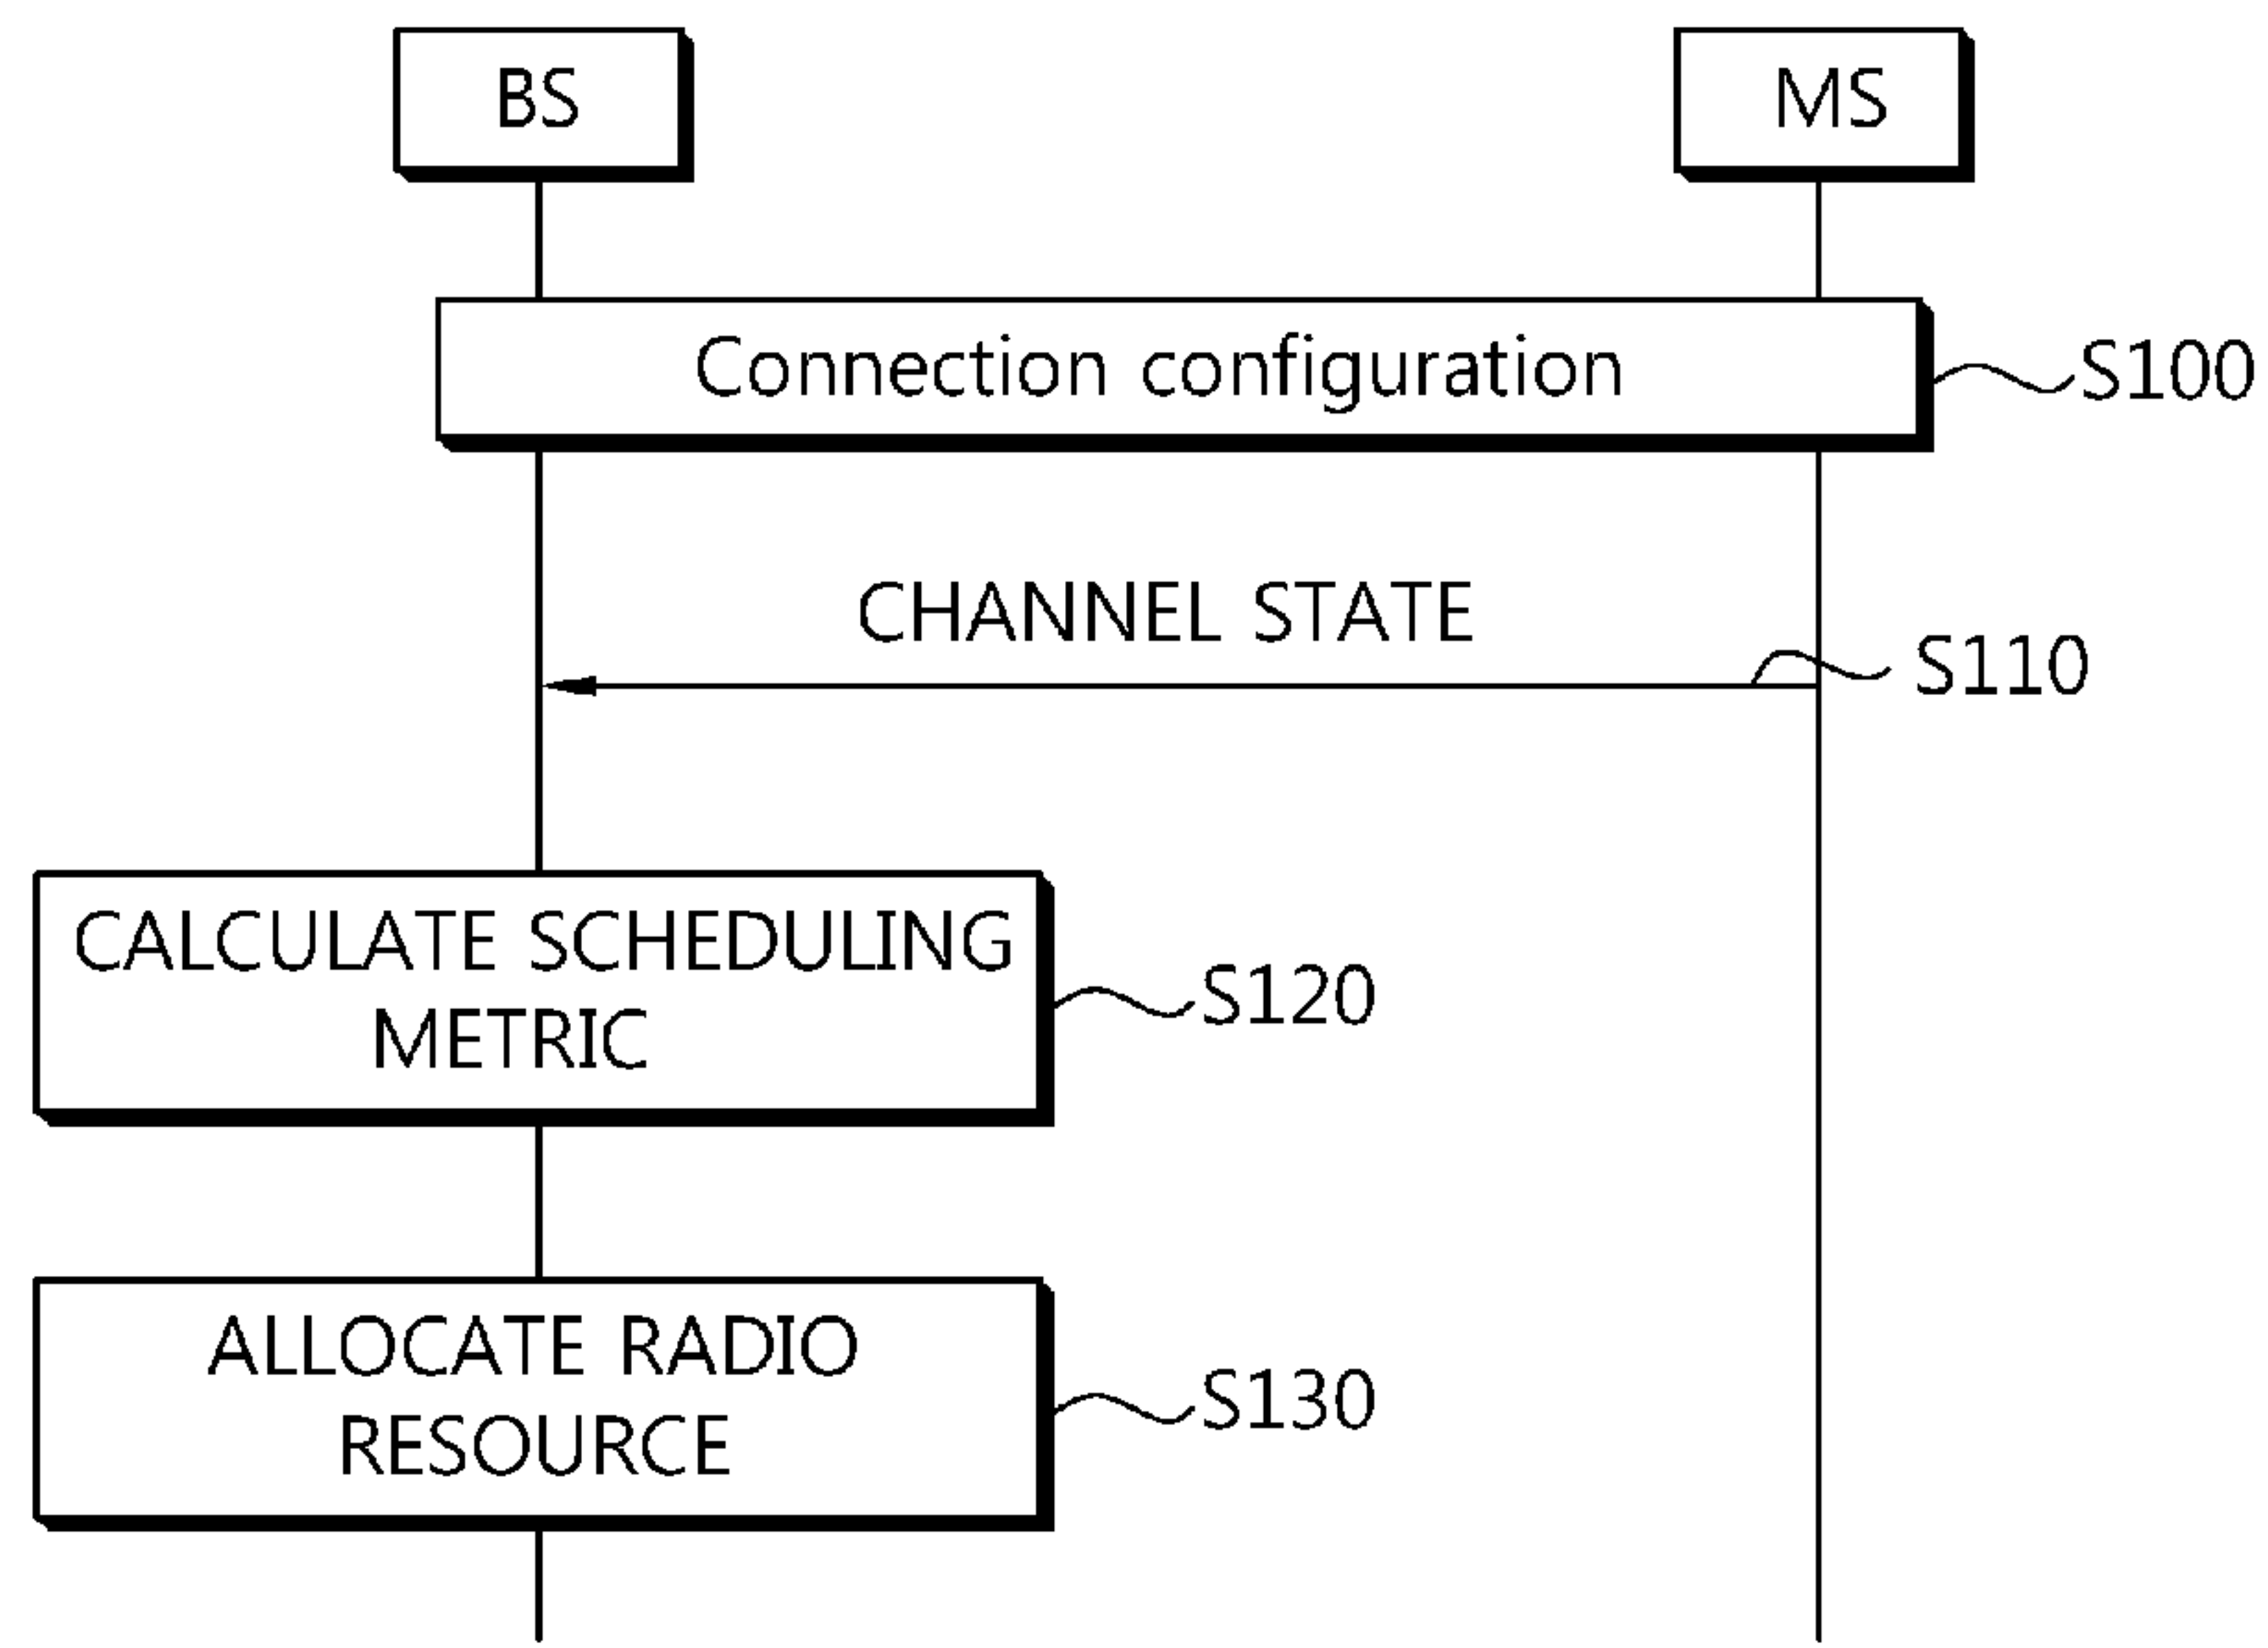 BS
MS
Connection configuration
S100
CHANNEL STATE
S110
CALCULATE SCHEDULING
METRIC
S120
ALLOCATE RADIO
RESOURCE
S130